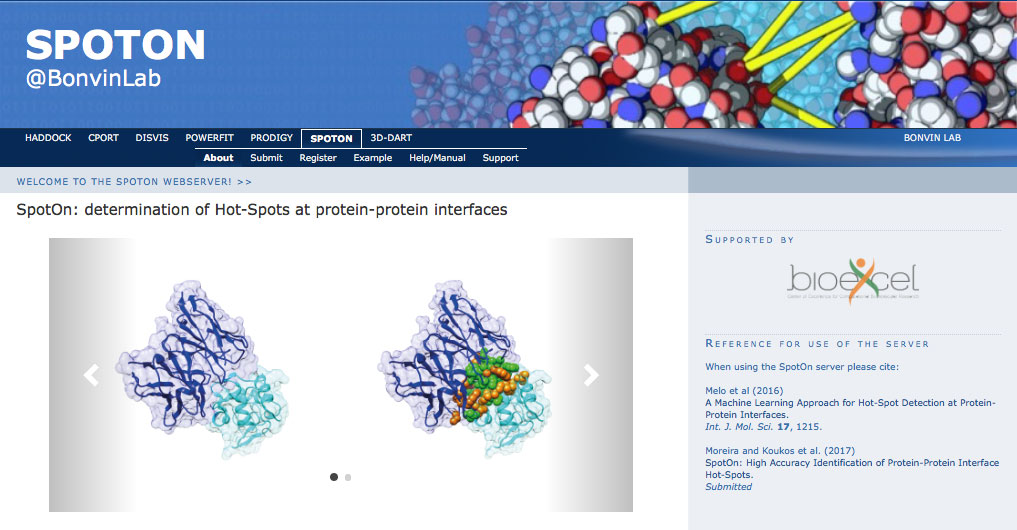 SPOTON
@BonvinLab
HADDOCK CPORT DISVIS POWERFIT PRODIGY SPOTON 3D-DART BONVIN LAB
About Submit Register Example Help/Manual Support
WELCOME TO THE SPOTON WEBSERVER! >>
SpotOn: determination of Hot-Spots at protein-protein interfaces
SUPPORTED BY
bioexcel
Center of Excellence for Computational Biomolecular Research
REFERENCE FOR USE OF THE SERVER
When using the SpotOn server please cite:
Melo et al (2016)
A Machine Learning Approach for Hot-Spot Detection at Protein-
Protein Interfaces.
Int. J. Mol. Sci. 17, 1215.
Moreira and Koukos et al. (2017)
SpotOn: High Accuracy Identification of Protein-Protein Interface
Hot-Spots.
Submitted